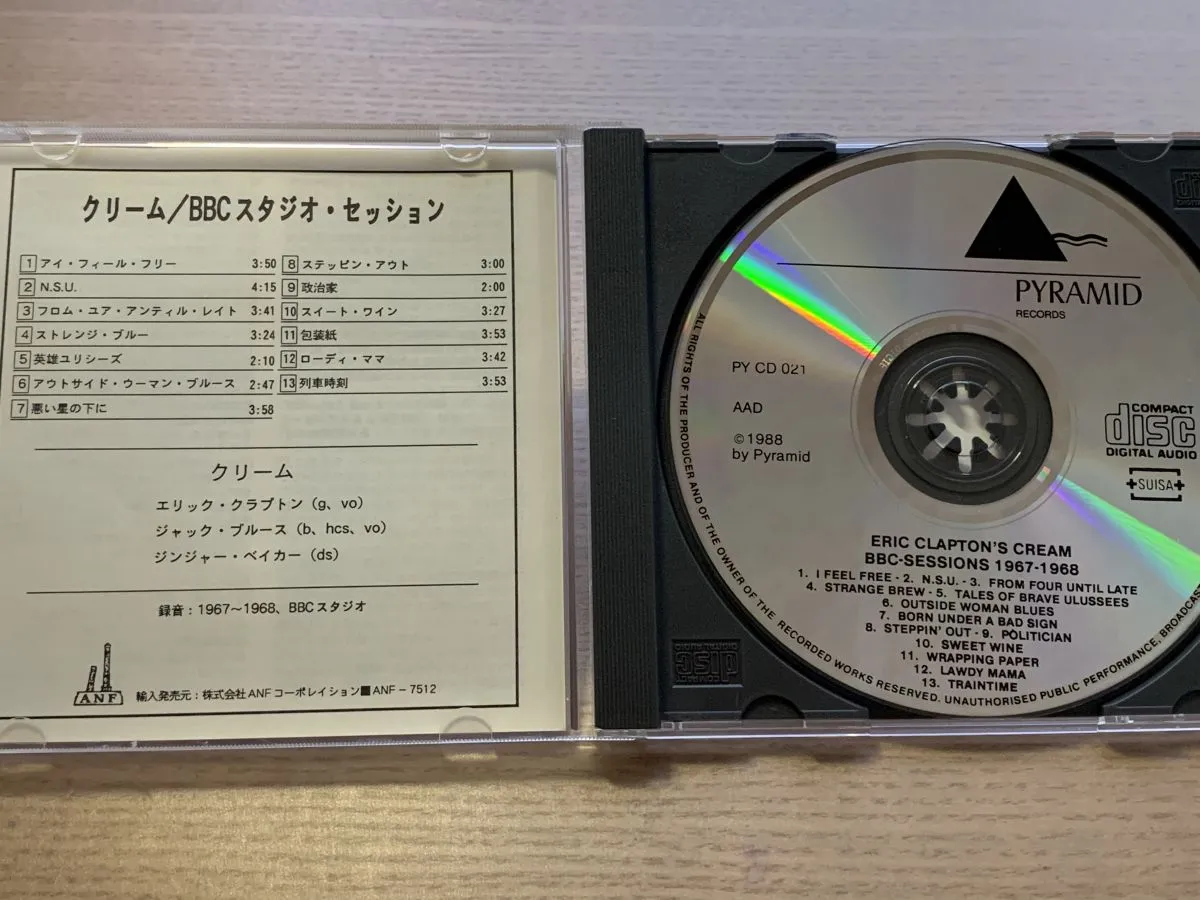 クリーム／BBCスタジオ・セッション
1 アイ・フィール・フリー 3:50
2 N.S.U. 4:15
3 フロム・ユア・アンティル・レイト 3:41
4 ストレンジ・ブルー 3:24
5 英雄ユリシーズ 2:10
6 アウトサイド・ウーマン・ブルース 2:47
7 悪い星の下に 3:58
8 ステッピン・アウト 3:00
9 政治家 2:00
10 スイート・ワイン 3:27
11 包装紙 3:53
12 ローディ・ママ 3:42
13 列車時刻 3:53
クリーム
エリック・クラプトン（g、vo）
ジャック・ブルース（b、hcs、vo）
ジンジャー・ベイカー（ds）
録音：1967〜1968、BBCスタジオ
ANF
輸入発売元：株式会社ANFコーポレイション■ANF－7512
PYRAMID
RECORDS
PY CD 021
AAD
©1988
by Pyramid
COMPACT
disc
DIGITAL AUDIO
SUISA
ERIC CLAPTON'S CREAM
BBC-SESSIONS 1967-1968
1. I FEEL FREE - 2. N.S.U. - 3. FROM FOUR UNTIL LATE
4. STRANGE BREW - 5. TALES OF BRAVE ULUSSEES
6. OUTSIDE WOMAN BLUES
7. BORN UNDER A BAD SIGN
8. STEPPIN' OUT - 9. POLITICIAN
10. SWEET WINE
11. WRAPPING PAPER
12. LAWDY MAMA
13. TRAINTIME
ALL RIGHTS OF THE PRODUCER AND OF THE OWNER OF THE RECORDED WORKS RESERVED. UNAUTHORISED PUBLIC PERFORMANCE, BROADCAST
COMPACT
disc
DIGITAL AUDIO